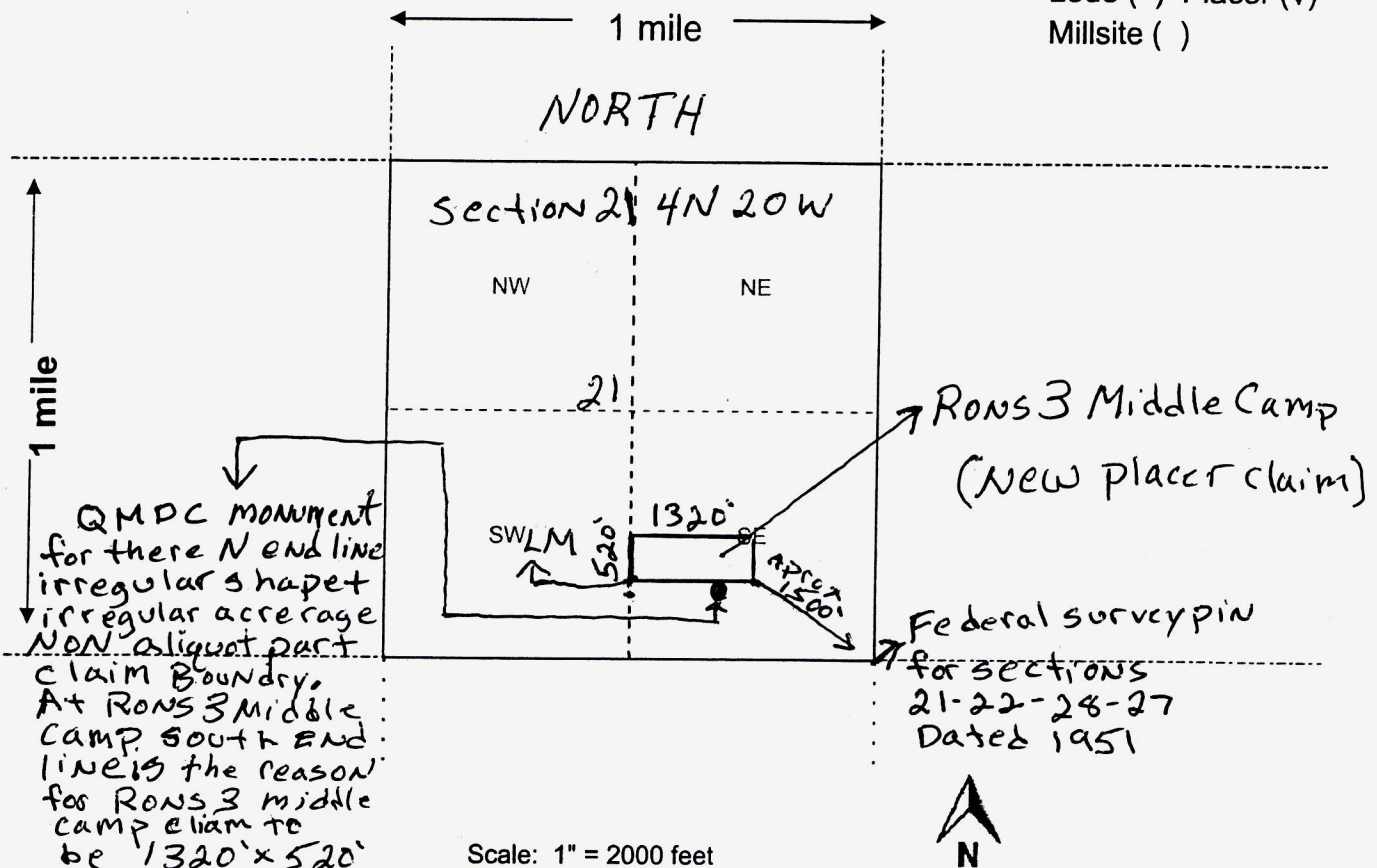 Placer (√)
Millsite ( )
1 mile
NORTH
Section 21 4N 20W
NW
NE
1 mile
21
Rons 3 Middle Camp
(New placer claim)
QMDC monument
for there N end line
irregular shapet
irregular acrerage
NON aliquot part
claim Boundry.
At Rons 3 Middle
Camp south end
line is the reason
for Rons 3 middle
camp cliam to
be 1320' x 520'
SW
LM
520'
1320'
SE
Aprox
1500'
Federal survey pin
for sections
21-22-28-27
Dated 1951
Scale: 1" = 2000 feet
N